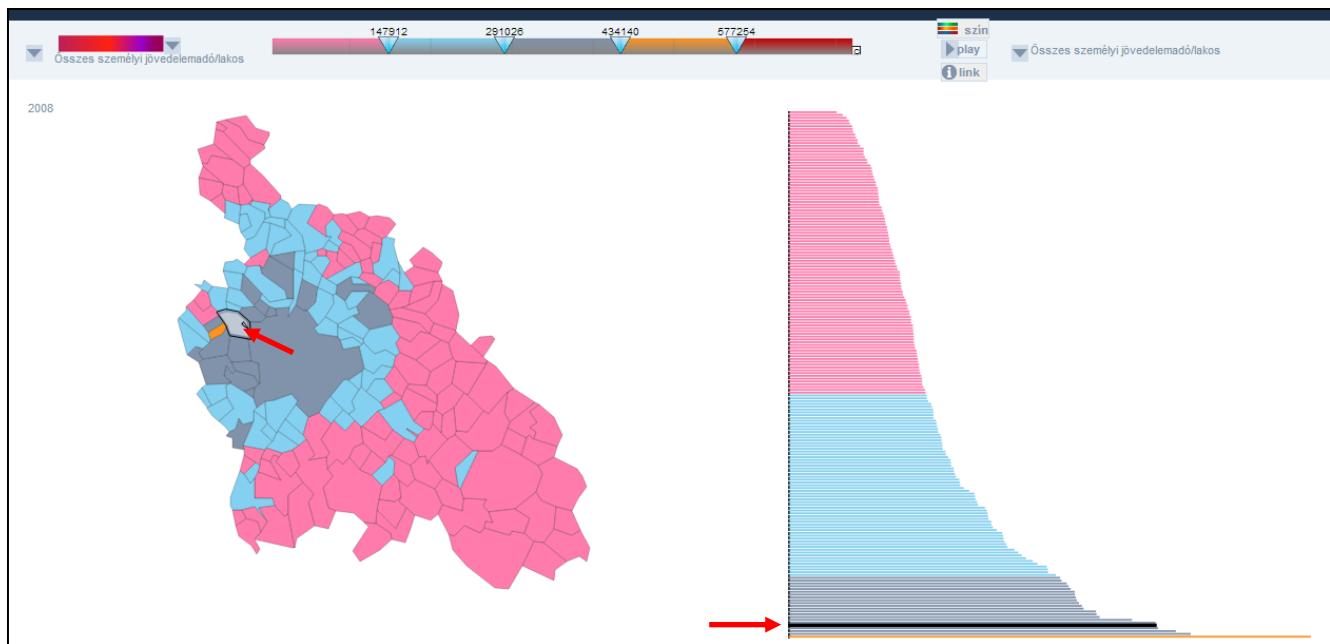 147912 291026 434140 577254
szín
play
link
Összes személyi jövedelemadó/lakos
Összes személyi jövedelemadó/lakos
2008